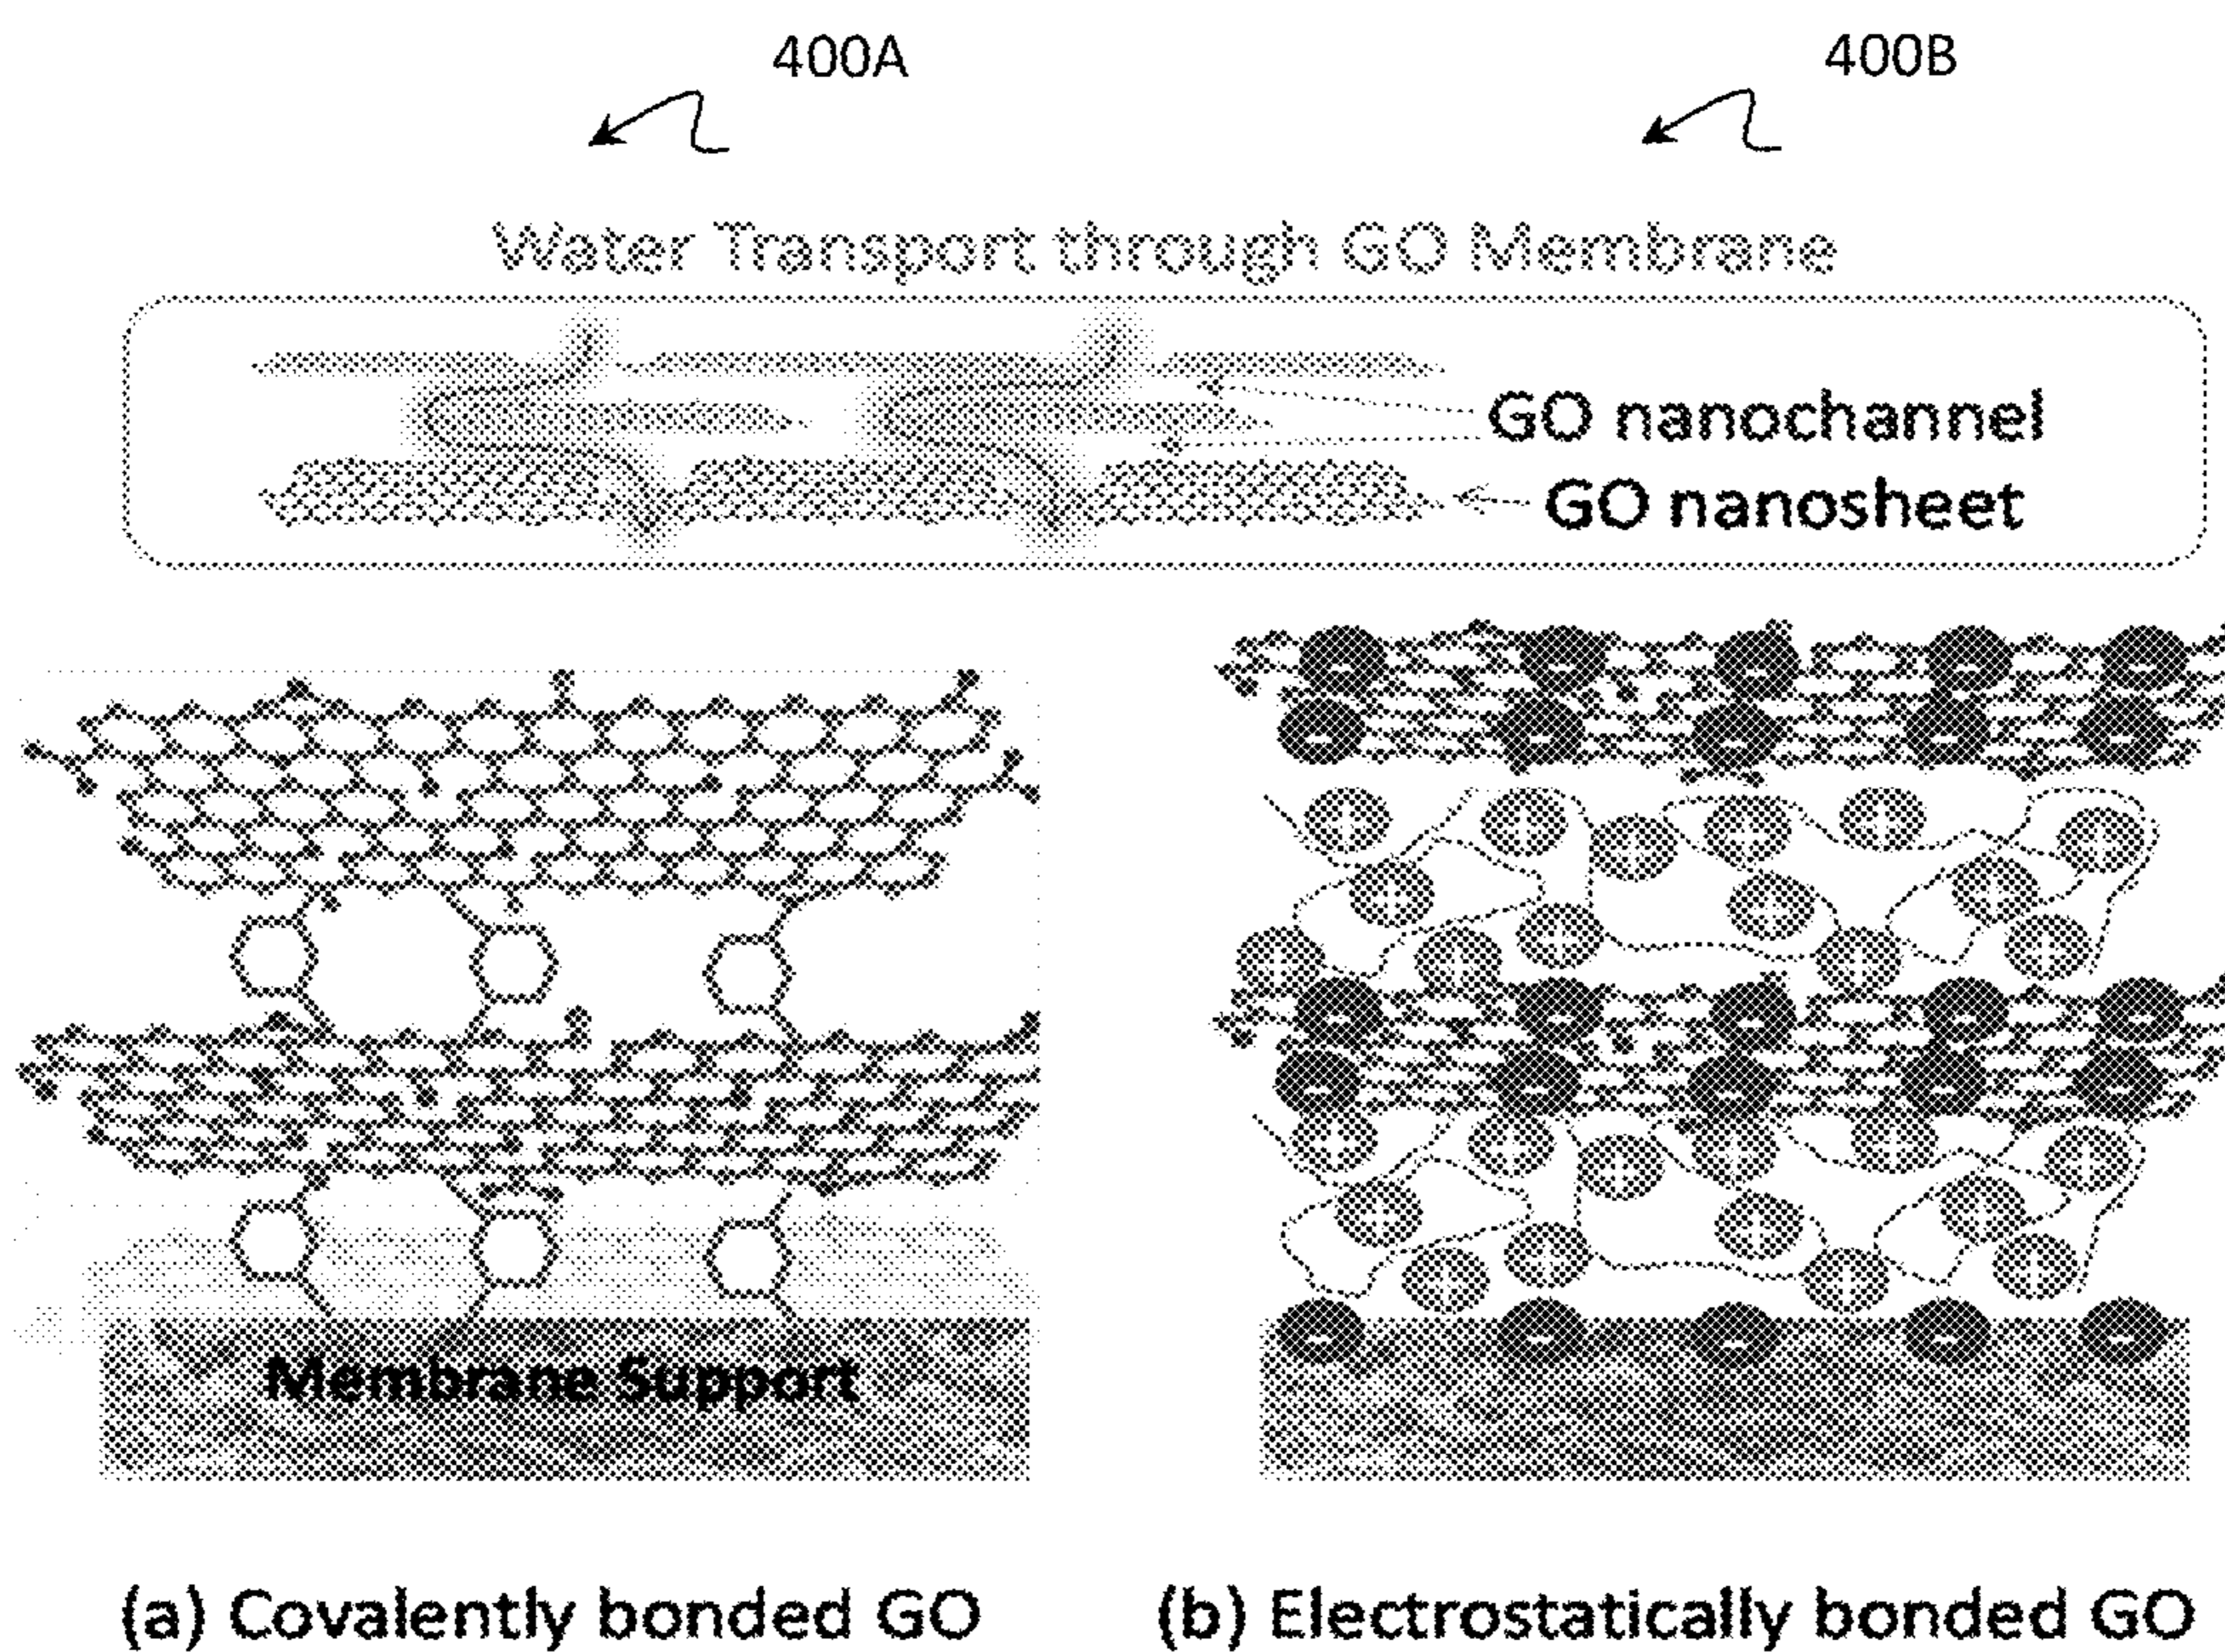 400A
400B
Water Transport through GO Membrane
GO nanochannel
GO nanosheet
Membrane Support
(a) Covalently bonded GO
(b) Electrostatically bonded GO